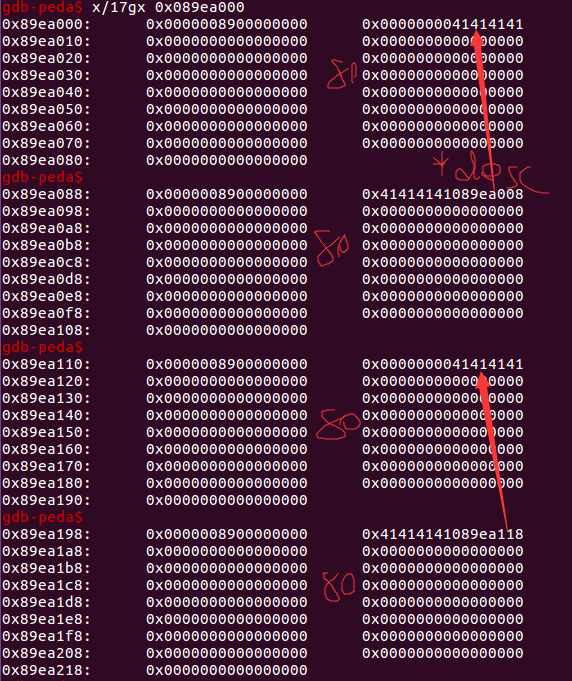 gdb-peda$ x/17gx 0x089ea000
0x89ea000: 0x0000008900000000 0x0000000041414141
0x89ea010: 0x0000000000000000 0x0000000000000000
0x89ea020: 0x0000000000000000 0x0000000000000000
0x89ea030: 0x0000000000000000 80 0x0000000000000000
0x89ea040: 0x0000000000000000 0x0000000000000000
0x89ea050: 0x0000000000000000 0x0000000000000000
0x89ea060: 0x0000000000000000 0x0000000000000000
0x89ea070: 0x0000000000000000 0x0000000000000000
0x89ea080: 0x0000000000000000
gdb-peda$
0x89ea088: 0x0000008900000000 0x41414141089ea008
0x89ea098: 0x0000000000000000 0x0000000000000000
0x89ea0a8: 0x0000000000000000 0x0000000000000000
0x89ea0b8: 0x0000000000000000 80 0x0000000000000000
0x89ea0c8: 0x0000000000000000 0x0000000000000000
0x89ea0d8: 0x0000000000000000 0x0000000000000000
0x89ea0e8: 0x0000000000000000 0x0000000000000000
0x89ea0f8: 0x0000000000000000 0x0000000000000000
0x89ea108: 0x0000000000000000
gdb-peda$
0x89ea110: 0x0000008900000000 0x0000000041414141
0x89ea120: 0x0000000000000000 0x0000000000000000
0x89ea130: 0x0000000000000000 0x0000000000000000
0x89ea140: 0x0000000000000000 80 0x0000000000000000
0x89ea150: 0x0000000000000000 0x0000000000000000
0x89ea160: 0x0000000000000000 0x0000000000000000
0x89ea170: 0x0000000000000000 0x0000000000000000
0x89ea180: 0x0000000000000000 0x0000000000000000
0x89ea190: 0x0000000000000000
gdb-peda$
0x89ea198: 0x0000008900000000 0x41414141089ea118
0x89ea1a8: 0x0000000000000000 0x0000000000000000
0x89ea1b8: 0x0000000000000000 0x0000000000000000
0x89ea1c8: 0x0000000000000000 80 0x0000000000000000
0x89ea1d8: 0x0000000000000000 0x0000000000000000
0x89ea1e8: 0x0000000000000000 0x0000000000000000
0x89ea1f8: 0x0000000000000000 0x0000000000000000
0x89ea208: 0x0000000000000000 0x0000000000000000
0x89ea218: 0x0000000000000000